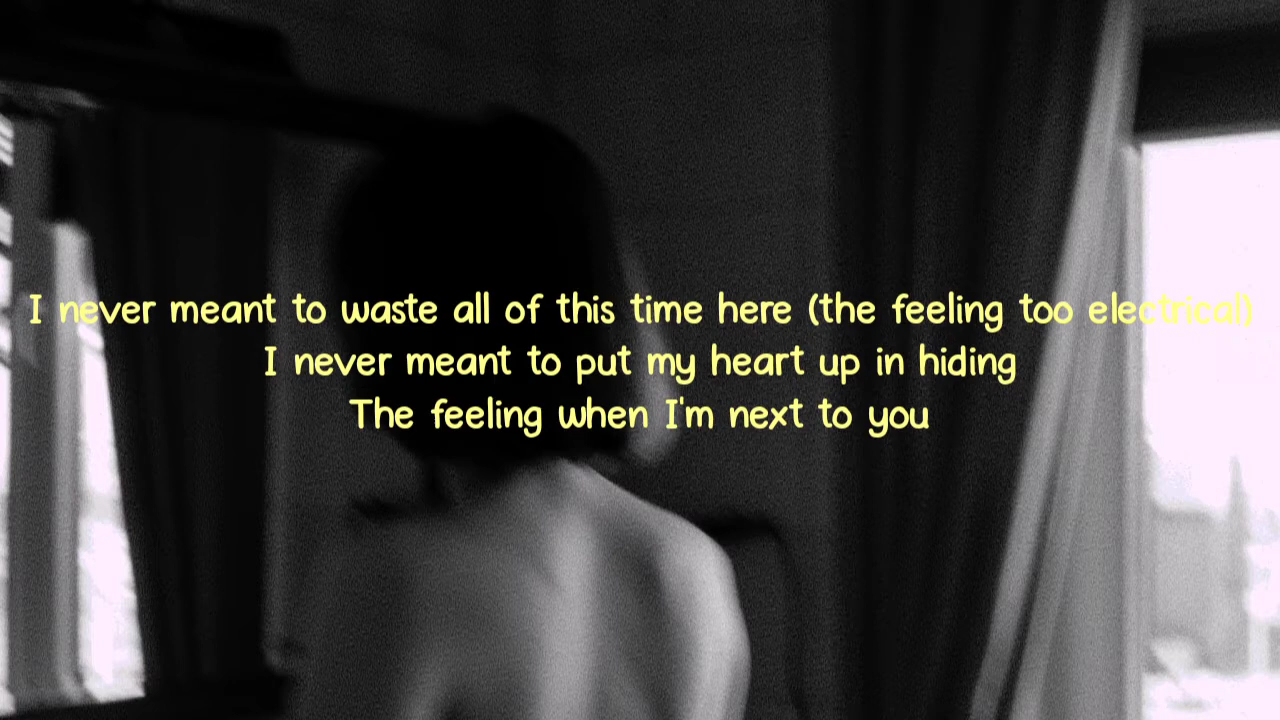 I never meant to waste all of this time here (the feeling too electrical)
I never meant to put my heart up in hiding
The feeling when I'm next to you